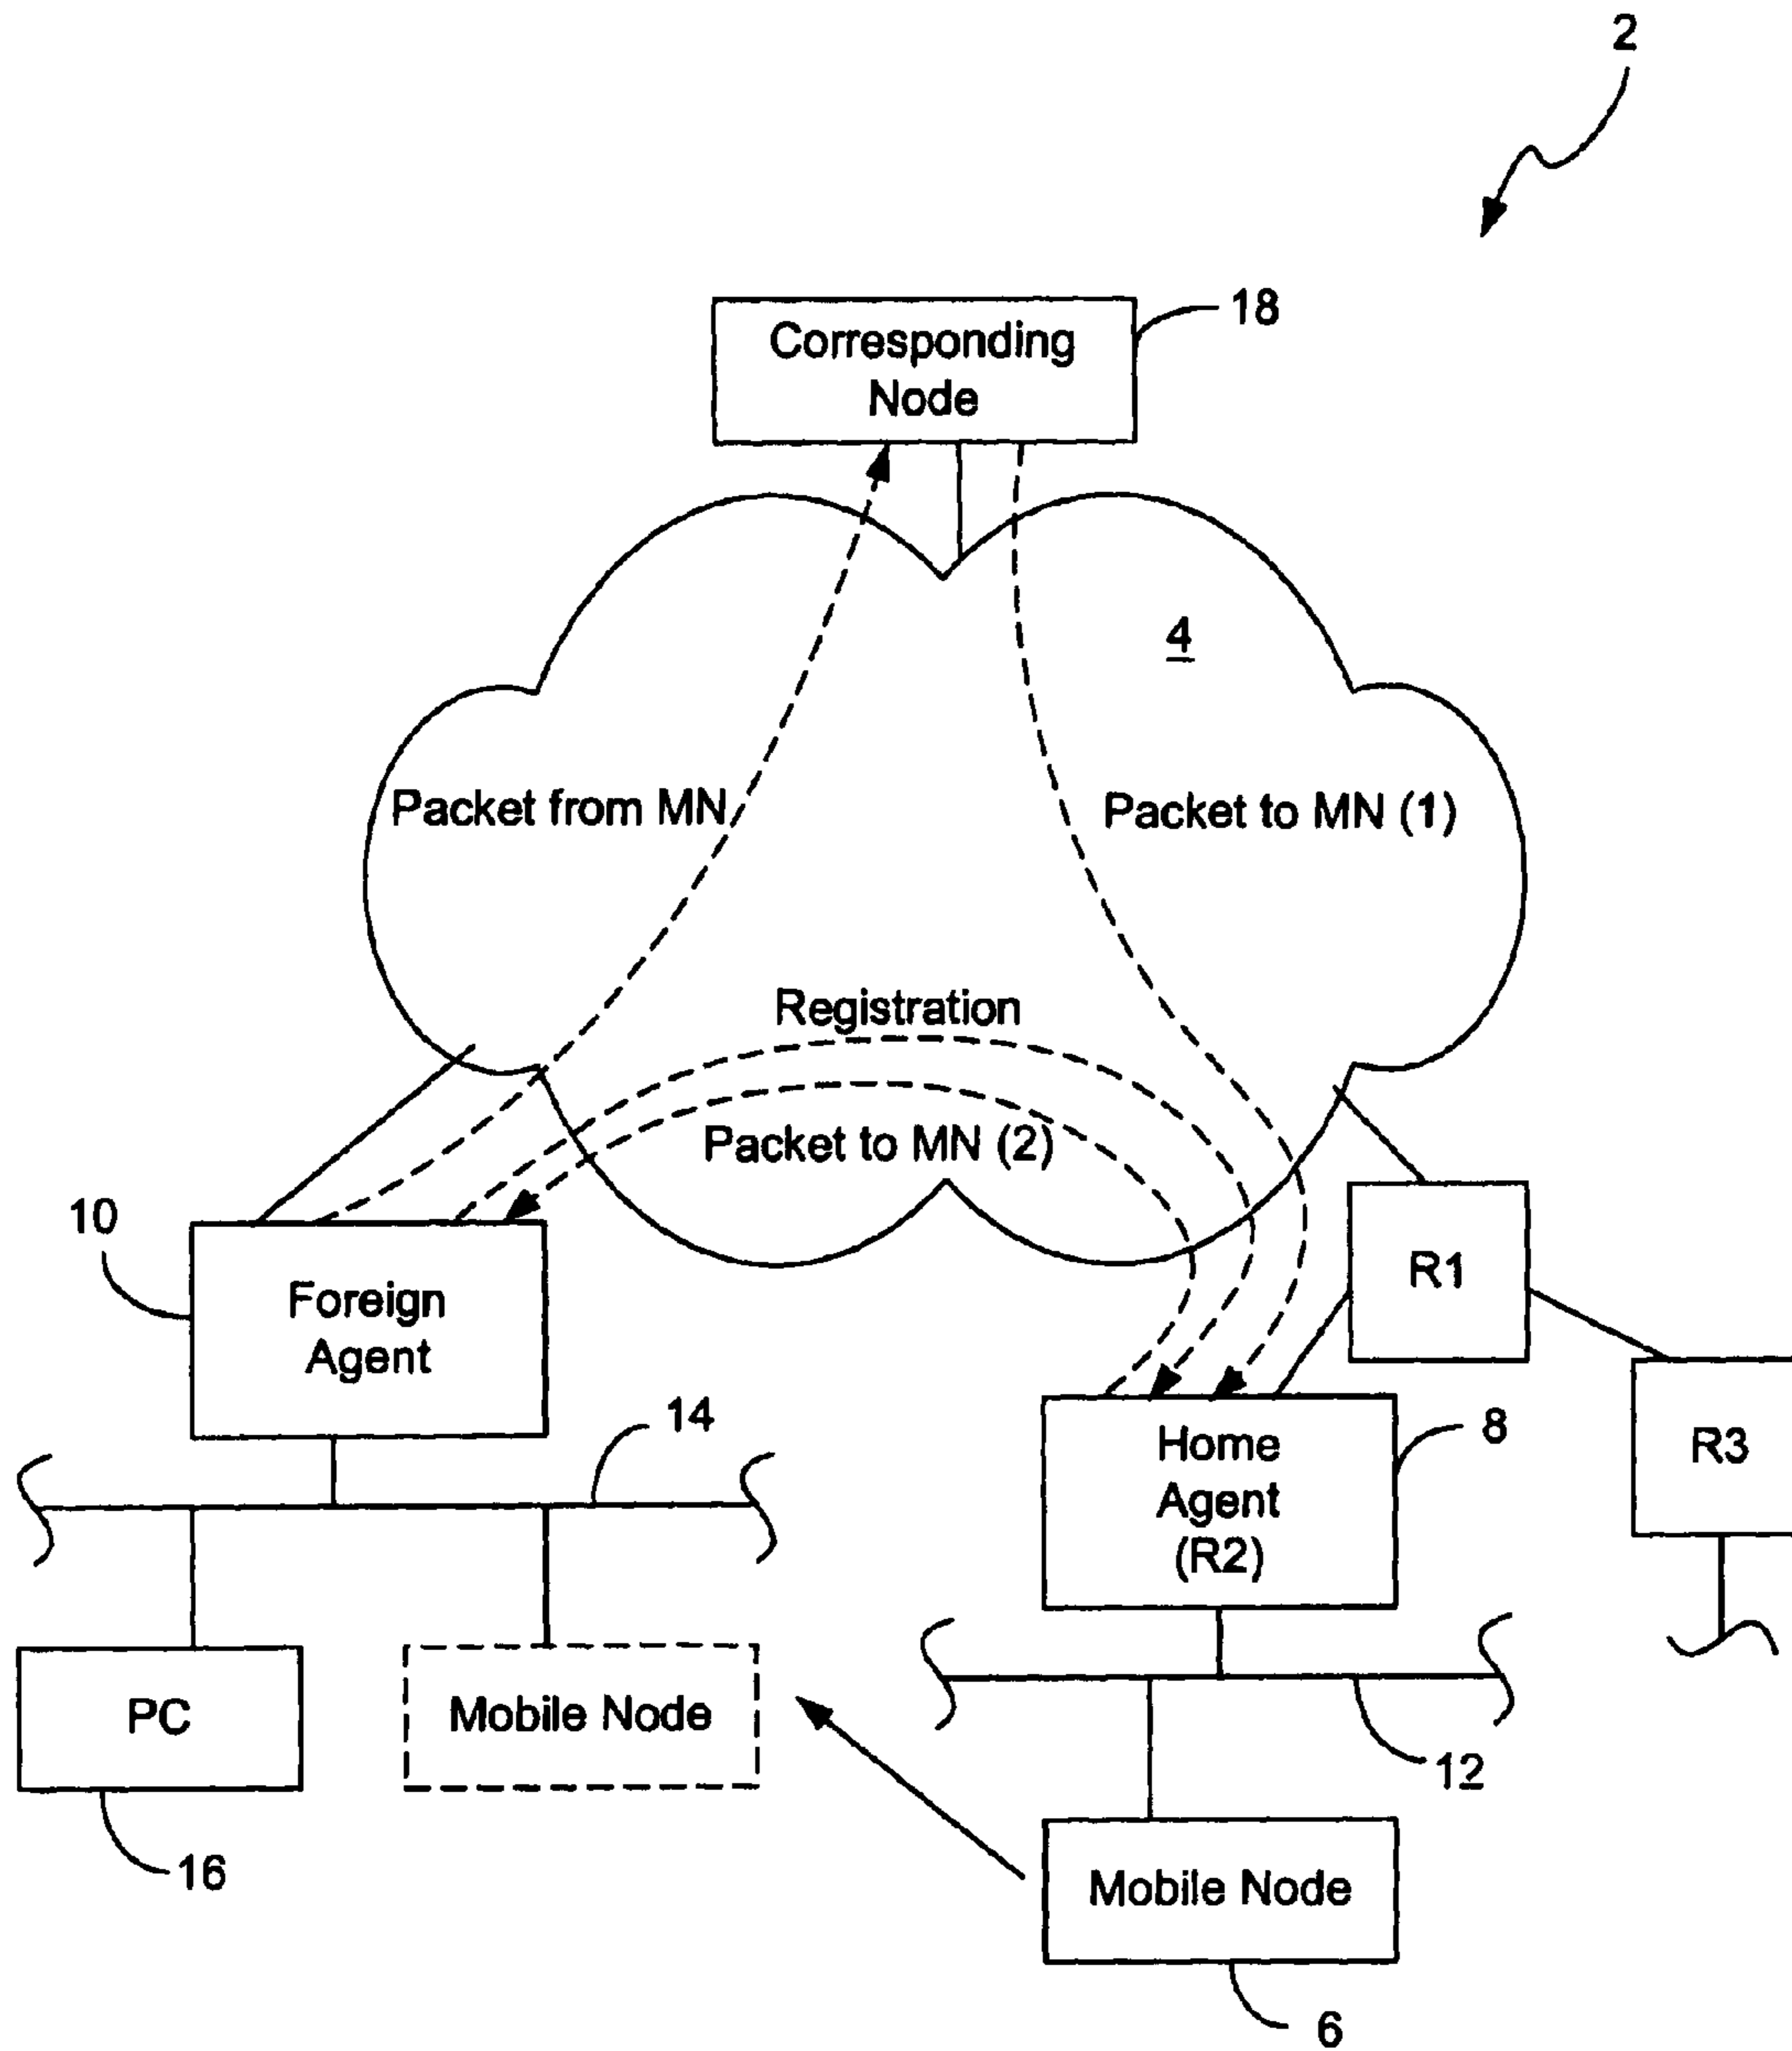 2
Corresponding
Node
18
4
Packet from MN
Packet to MN (1)
Registration
Packet to MN (2)
10
Foreign
Agent
R1
14
Home
Agent
(R2)
8
R3
PC
Mobile Node
12
16
Mobile Node
6